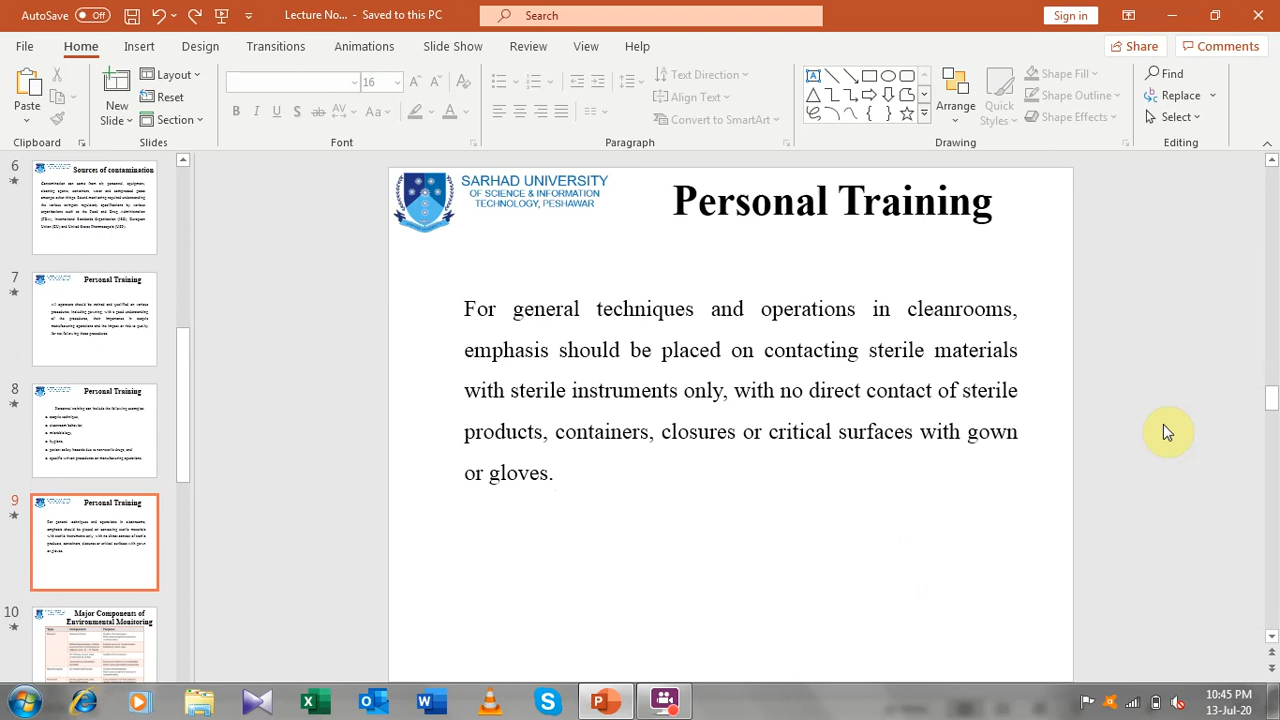 AutoSave Off Lecture No... - Saved to this PC Search Sign in
File Home Insert Design Transitions Animations Slide Show Review View Help Share Comments
Paste
Clipboard
New
Slide
Layout
Reset
Section
Slides
16
Font
Text Direction
Align Text
Convert to SmartArt
Paragraph
Arrange
Quick
Styles
Shape Fill
Shape Outline
Shape Effects
Drawing
Find
Replace
Select
Editing
6
Sources of contamination
7
Personal Training
8
Personal Training
9
Personal Training
10
Major Components of
Environmental Monitoring
SARHAD UNIVERSITY
OF SCIENCE & INFORMATION
TECHNOLOGY, PESHAWAR
Personal Training
For general techniques and operations in cleanrooms,
emphasis should be placed on contacting sterile materials
with sterile instruments only, with no direct contact of sterile
products, containers, closures or critical surfaces with gown
or gloves.
10:45 PM
13-Jul-20